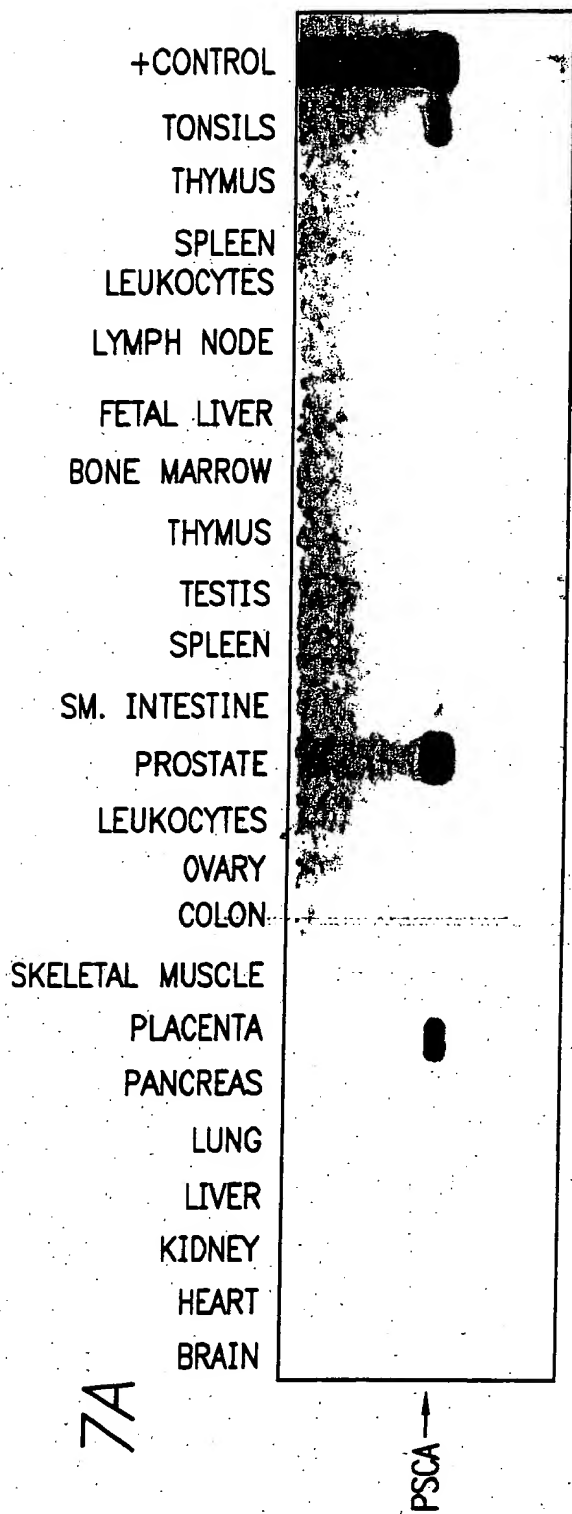 +CONTROL
TONSILS
THYMUS
SPLEEN
LEUKOCYTES
LYMPH NODE
FETAL LIVER
BONE MARROW
THYMUS
TESTIS
SPLEEN
SM. INTESTINE
PROSTATE
LEUKOCYTES
OVARY
COLON
SKELETAL MUSCLE
PLACENTA
PANCREAS
LUNG
LIVER
KIDNEY
HEART
BRAIN
7A
PSCA →